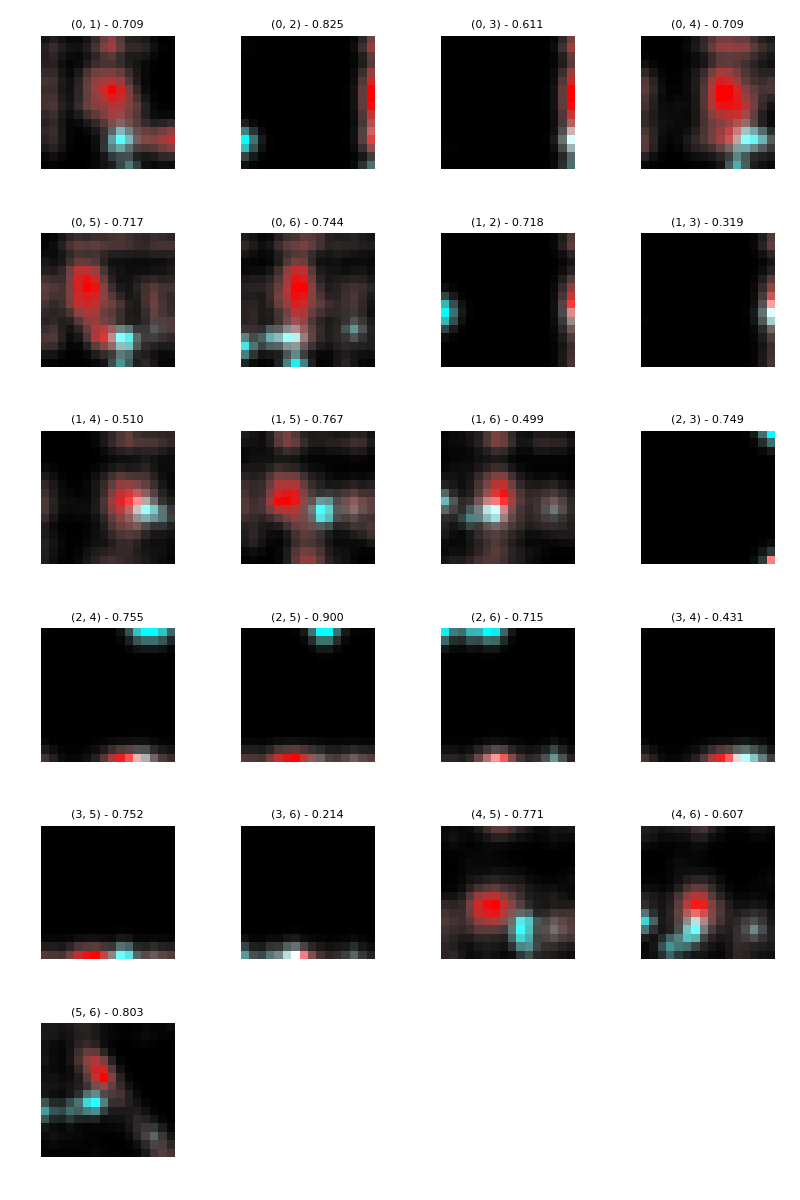 (0, 1) - 0.709
(0, 2) - 0.825
(0, 3) - 0.611
(0, 4) - 0.709
(0, 5) - 0.717
(0, 6) - 0.744
(1, 2) - 0.718
(1, 3) - 0.319
(1, 4) - 0.510
(1, 5) - 0.767
(1, 6) - 0.499
(2, 3) - 0.749
(2, 4) - 0.755
(2, 5) - 0.900
(2, 6) - 0.715
(3, 4) - 0.431
(3, 5) - 0.752
(3, 6) - 0.214
(4, 5) - 0.771
(4, 6) - 0.607
(5, 6) - 0.803